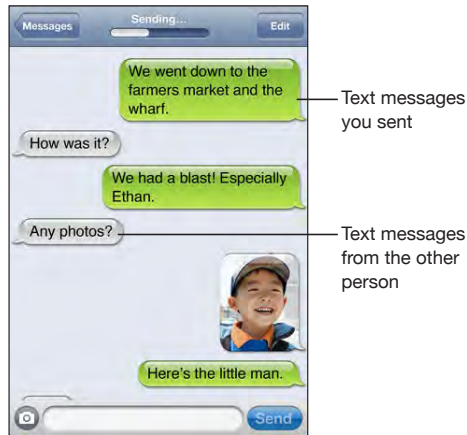 Messages
Sending...
Edit
We went down to the
farmers market and the
wharf.
Text messages
you sent
How was it?
We had a blast! Especially
Ethan.
Any photos?
Text messages
from the other
person
Here's the little man.
Send